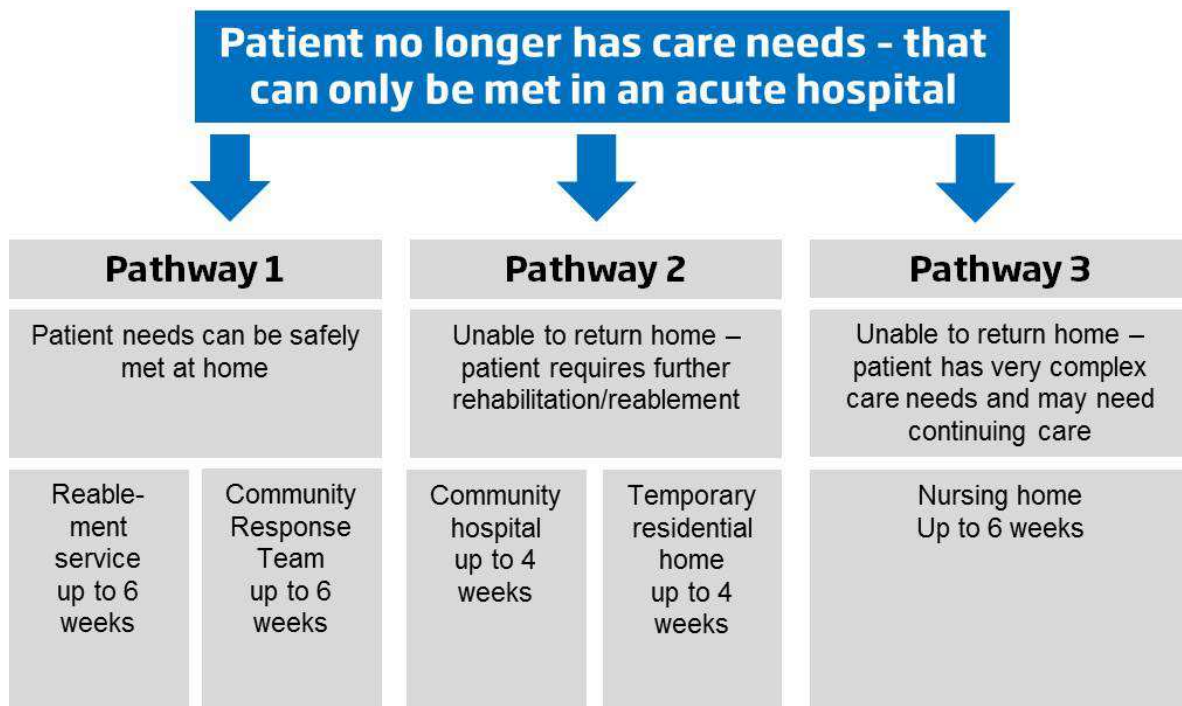 Patient no longer has care needs – that
can only be met in an acute hospital
Pathway 1
Patient needs can be safely
met at home
Reable-
ment
service
up to 6
weeks
Community
Response
Team
up to 6
weeks
Pathway 2
Unable to return home –
patient requires further
rehabilitation/reablement
Community
hospital
up to 4
weeks
Temporary
residential
home
up to 4
weeks
Pathway 3
Unable to return home –
patient has very complex
care needs and may need
continuing care
Nursing home
Up to 6 weeks